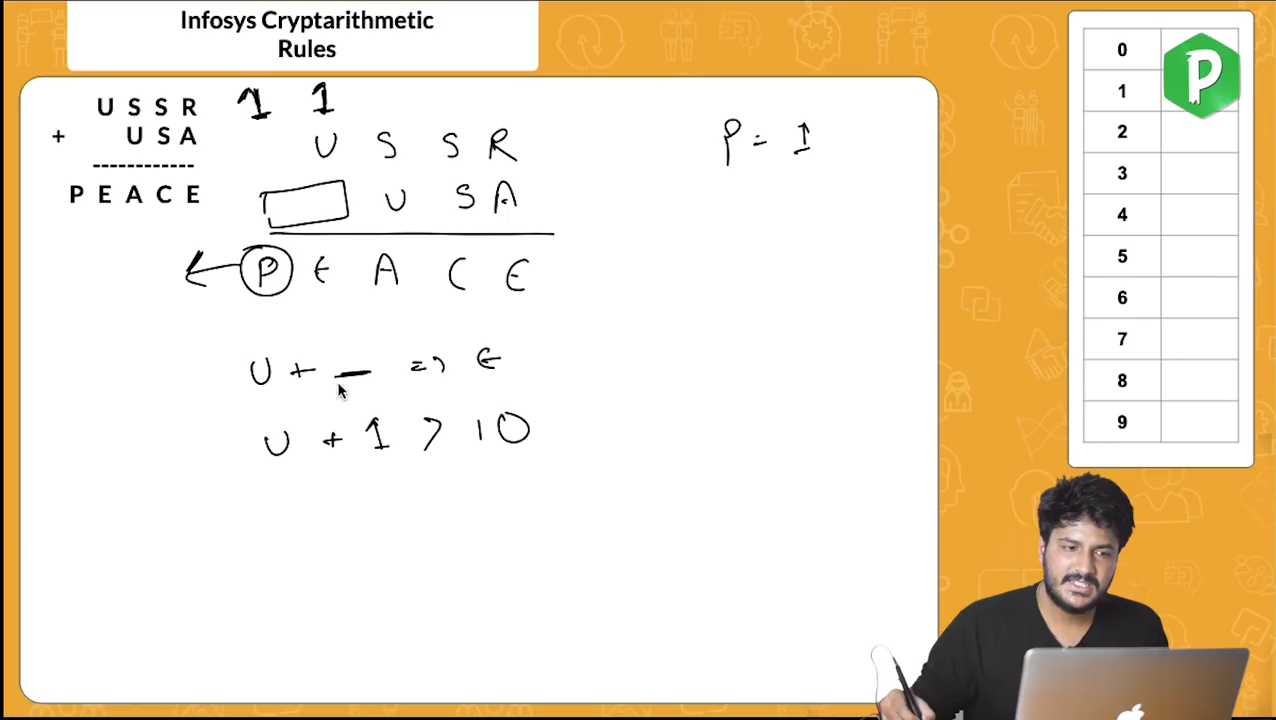 Infosys Cryptarithmetic
Rules
U S S R
+ U S A
------------
P E A C E
1 1
U S S R
U S A
P E A C E
U + _ => E
U + 1 > 10
P = 1
P
0
1
2
3
4
5
6
7
8
9